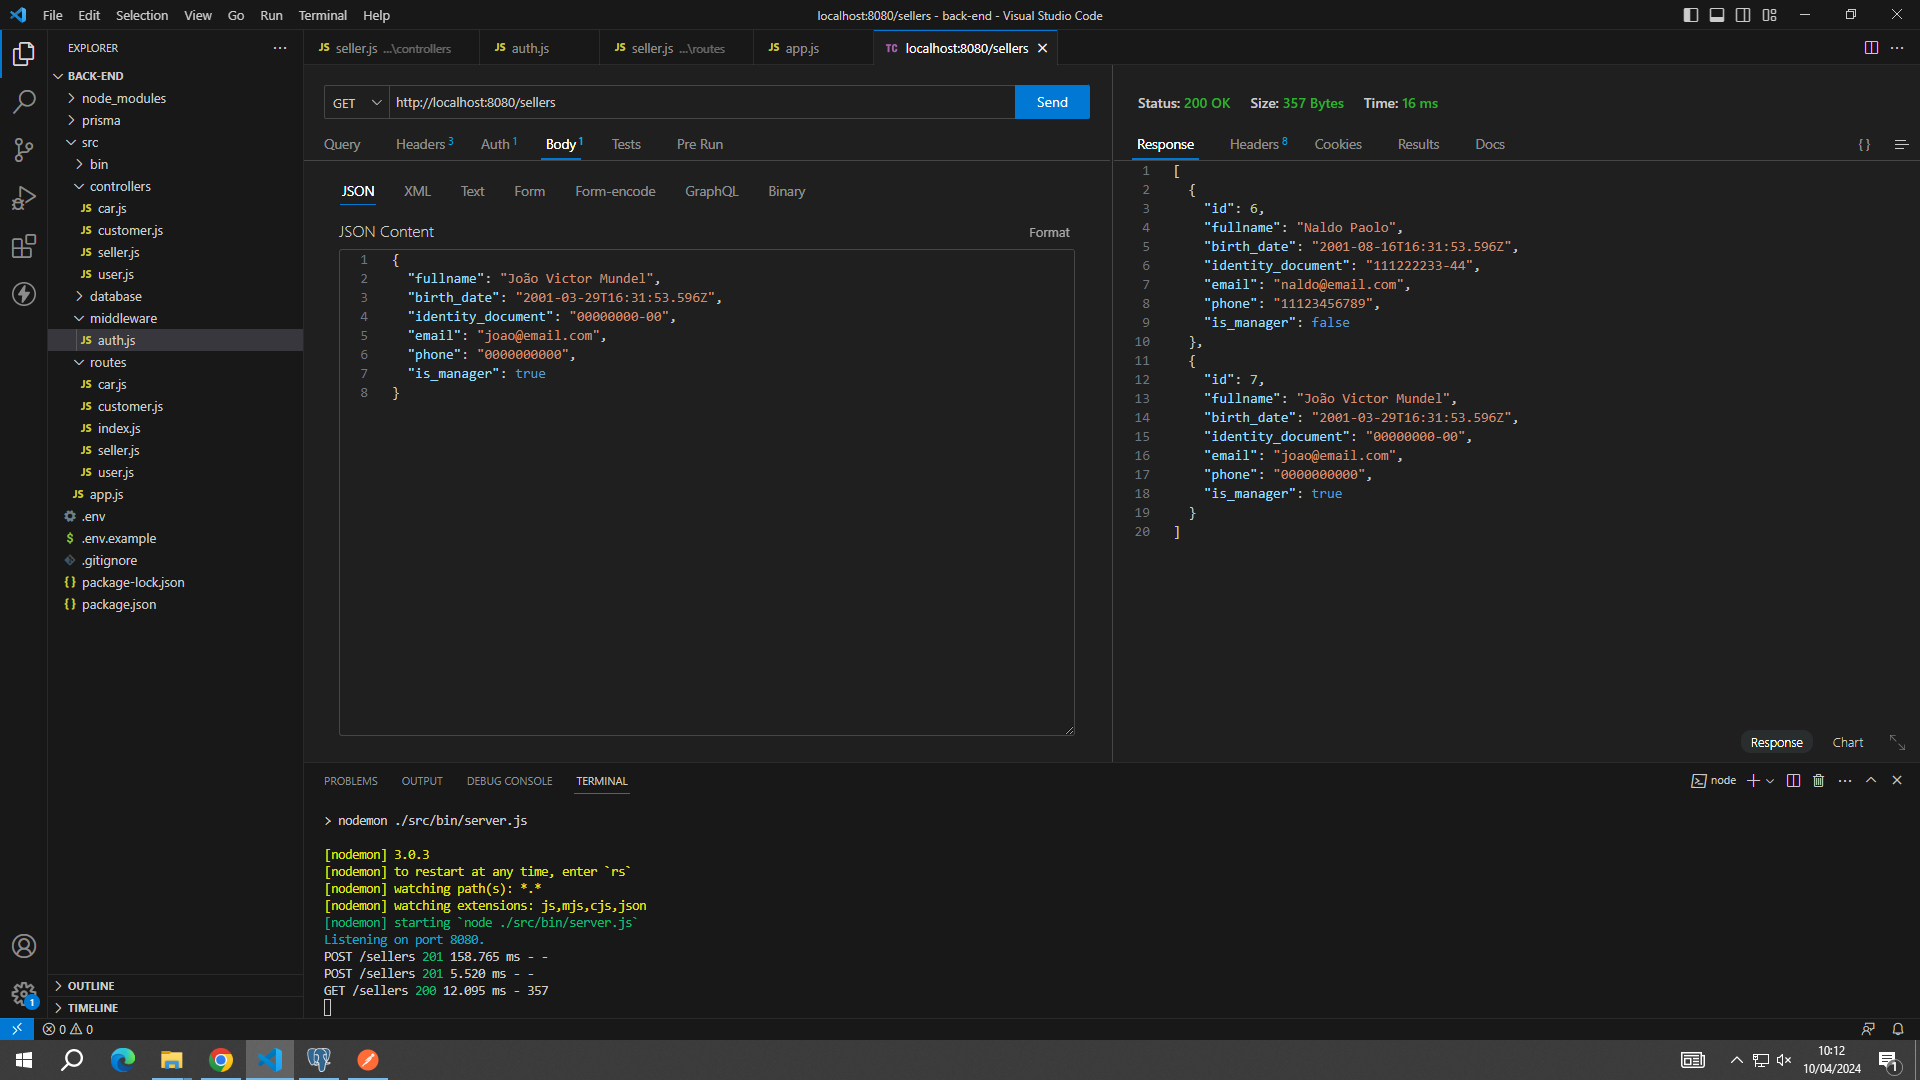 File Edit Selection View Go Run Terminal Help
localhost:8080/sellers - back-end - Visual Studio Code
EXPLORER
BACK-END
node_modules
prisma
src
bin
controllers
JS car.js
JS customer.js
JS seller.js
JS user.js
database
middleware
JS auth.js
routes
JS car.js
JS customer.js
JS index.js
JS seller.js
JS user.js
JS app.js
.env
$ .env.example
.gitignore
{} package-lock.json
{} package.json
OUTLINE
TIMELINE
JS seller.js ...\controllers
JS auth.js
JS seller.js ...\routes
JS app.js
TC localhost:8080/sellers
GET http://localhost:8080/sellers Send
Query Headers 3 Auth 1 Body 1 Tests Pre Run
JSON XML Text Form Form-encode GraphQL Binary
JSON Content Format
1 {
2 "fullname": "João Victor Mundel",
3 "birth_date": "2001-03-29T16:31:53.596Z",
4 "identity_document": "00000000-00",
5 "email": "joao@email.com",
6 "phone": "0000000000",
7 "is_manager": true
8 }
Status: 200 OK Size: 357 Bytes Time: 16 ms
Response Headers 8 Cookies Results Docs {}
1 [
2 {
3 "id": 6,
4 "fullname": "Naldo Paolo",
5 "birth_date": "2001-08-16T16:31:53.596Z",
6 "identity_document": "111222233-44",
7 "email": "naldo@email.com",
8 "phone": "11123456789",
9 "is_manager": false
10 },
11 {
12 "id": 7,
13 "fullname": "João Victor Mundel",
14 "birth_date": "2001-03-29T16:31:53.596Z",
15 "identity_document": "00000000-00",
16 "email": "joao@email.com",
17 "phone": "0000000000",
18 "is_manager": true
19 }
20 ]
Response Chart
PROBLEMS OUTPUT DEBUG CONSOLE TERMINAL
node
> nodemon ./src/bin/server.js
[nodemon] 3.0.3
[nodemon] to restart at any time, enter `rs`
[nodemon] watching path(s): *.*
[nodemon] watching extensions: js,mjs,cjs,json
[nodemon] starting `node ./src/bin/server.js`
Listening on port 8080.
POST /sellers 201 158.765 ms - -
POST /sellers 201 5.520 ms - -
GET /sellers 200 12.095 ms - 357
1
0 0
10:12
10/04/2024
1